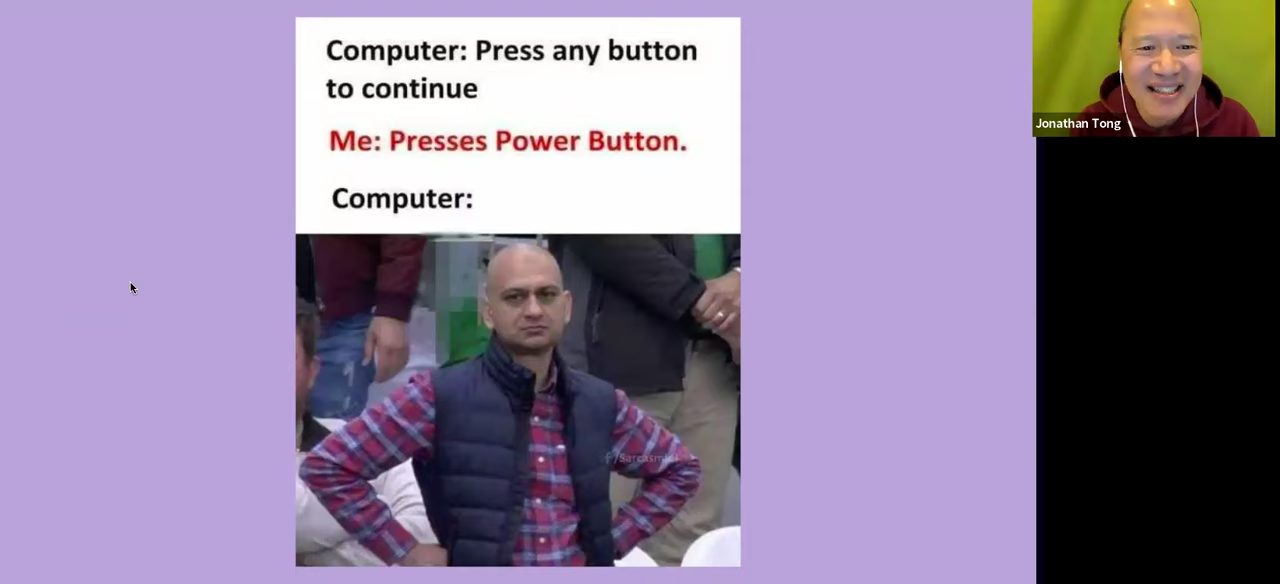 Computer: Press any button
to continue
Me: Presses Power Button.
Computer:
Jonathan Tong